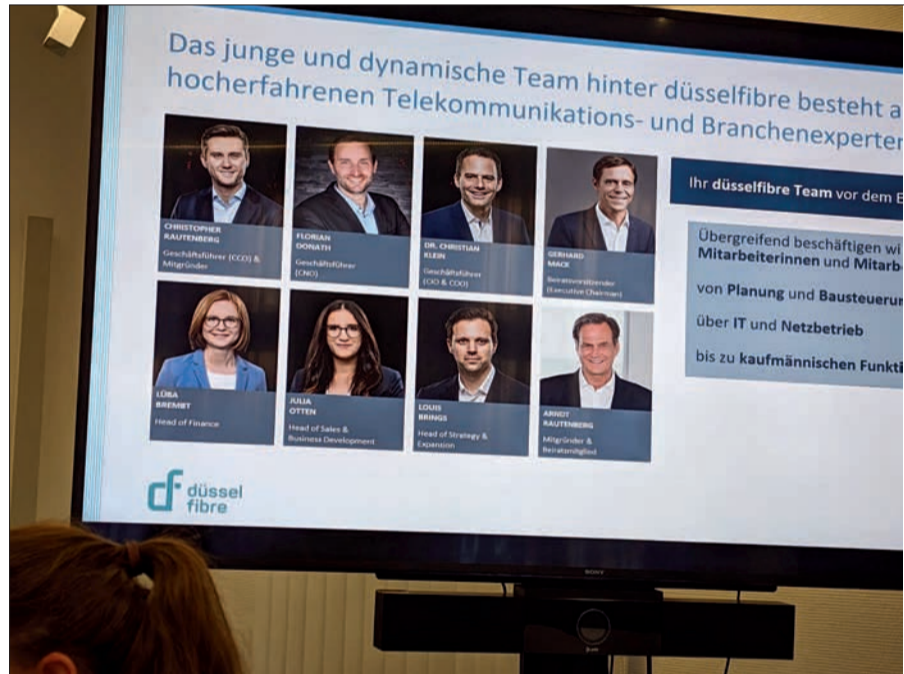 Das junge und dynamische Team hinter düsselfibre besteht a
hocherfahrenen Telekommunikations- und Branchenexperten
CHRISTOPHER
RAUTENBERG
Geschäftsführer (CCO) &
Mitgründer
FLORIAN
DONATH
Geschäftsführer
(CNO)
DR. CHRISTIAN
KLEIN
Geschäftsführer
(CIO & COO)
GERHARD
MACK
Beiratsvorsitzender
(Executive Chairman)
LÜBA
BREMBT
Head of Finance
JULIA
OTTEN
Head of Sales &
Business Development
LOUIS
BRINGS
Head of Strategy &
Expansion
ARNDT
RAUTENBERG
Mitgründer &
Beiratsmitglied
Ihr düsselfibre Team vor dem E
Übergreifend beschäftigen wi
Mitarbeiterinnen und Mitarb
von Planung und Bausteuerun
über IT und Netzbetrieb
bis zu kaufmännischen Funkti
df düssel
fibre
SONY